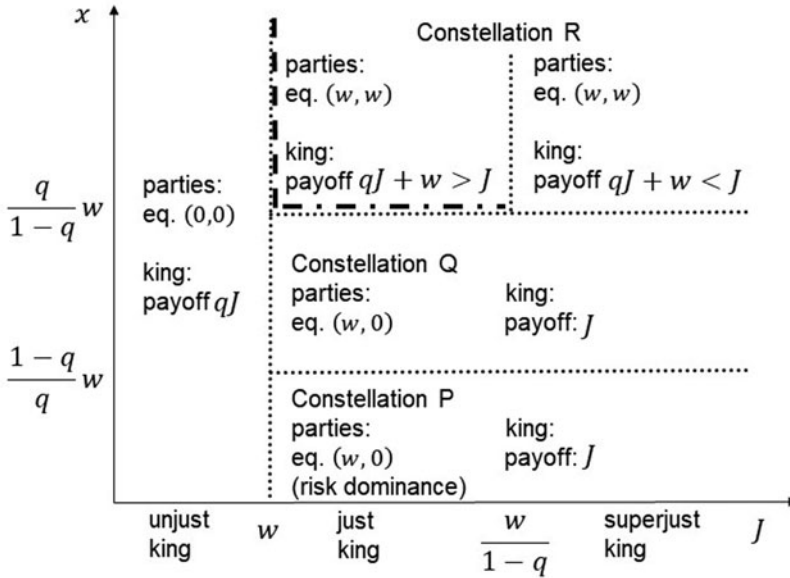 x
Constellation R
parties:
eq. (w, w)
king:
payoff qJ + w > J
parties:
eq. (w, w)
king:
payoff qJ + w < J
parties:
eq. (0,0)
king:
payoff qJ
q/(1 − q) w
Constellation Q
parties:
eq. (w, 0)
king:
payoff: J
(1 − q)/q w
Constellation P
parties:
eq. (w, 0)
(risk dominance)
king:
payoff: J
unjust
king
w
just
king
w/(1 − q)
superjust
king
J